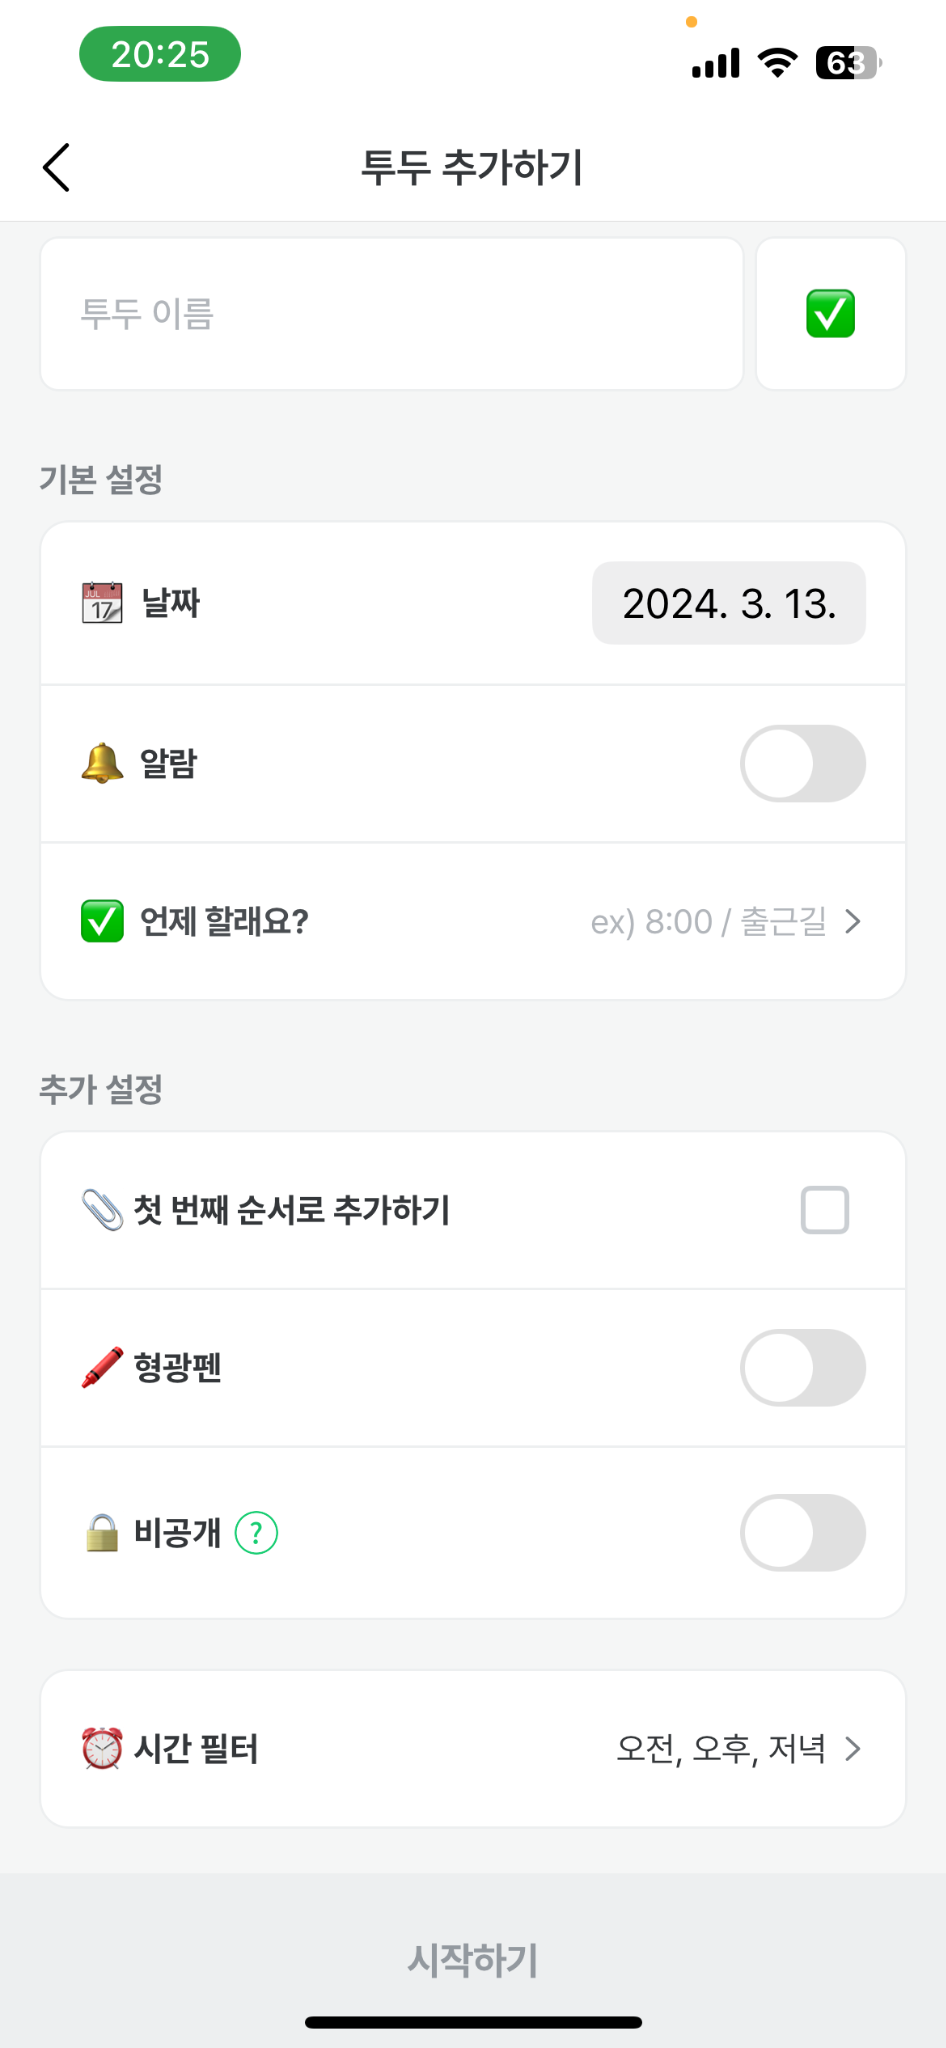 20:25
63
투두 추가하기
투두 이름
기본 설정
JUL 17 날짜 2024. 3. 13.
알람
언제 할래요? ex) 8:00 / 출근길
추가 설정
첫 번째 순서로 추가하기
형광펜
비공개 ?
시간 필터 오전, 오후, 저녁
시작하기